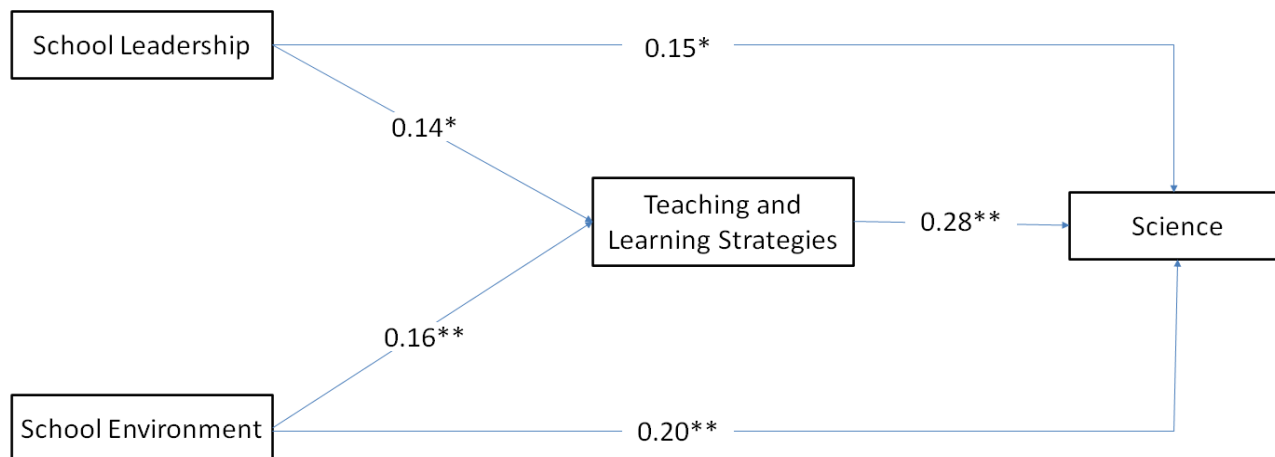 School Leadership
0.15*
0.14*
Teaching and
Learning Strategies
0.28**
Science
0.16**
School Environment
0.20**